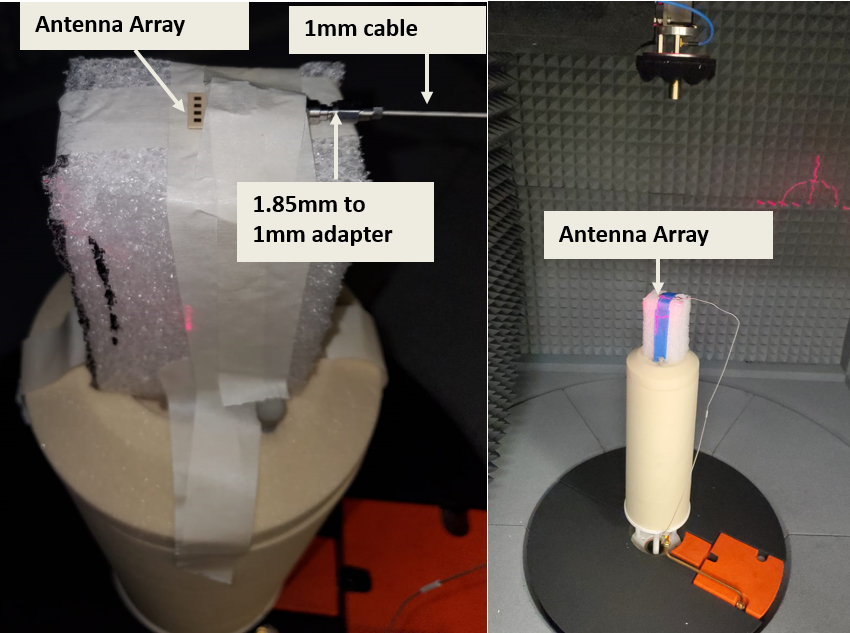 Antenna Array
1mm cable
1.85mm to
1mm adapter
Antenna Array